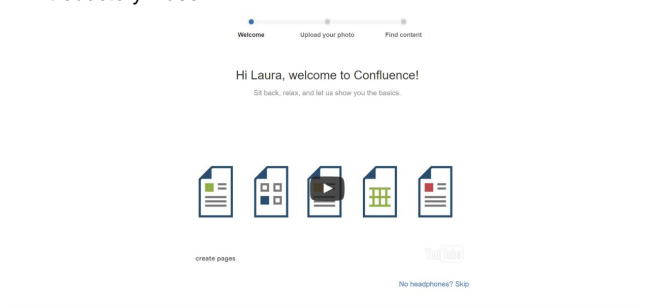 Welcome Upload your photo Find content
Hi Laura, welcome to Confluence!
Sit back, relax, and let us show you the basics.
create pages
YouTube
No headphones? Skip